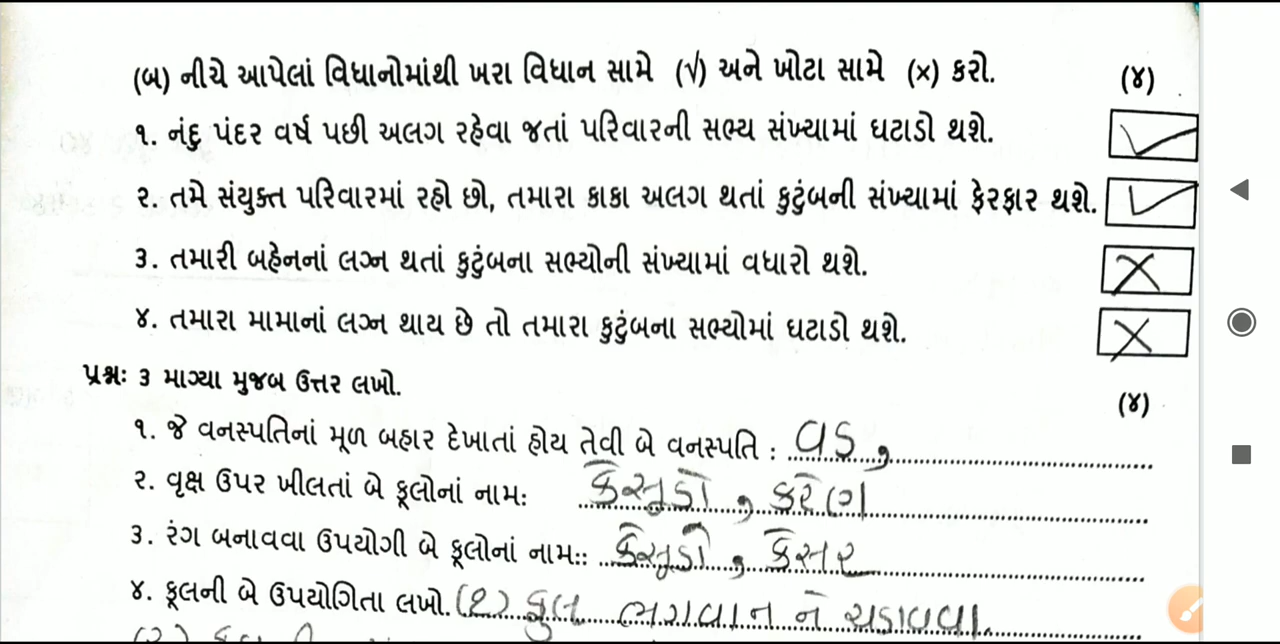 (બ) નીચે આપેલાં વિધાનોમાંથી ખરા વિધાન સામે (√) અને ખોટા સામે (×) કરો. (૪)
૧. નંદુ પંદર વર્ષ પછી અલગ રહેવા જતાં પરિવારની સભ્ય સંખ્યામાં ઘટાડો થશે. ✓
૨. તમે સંયુક્ત પરિવારમાં રહો છો, તમારા કાકા અલગ થતાં કુટુંબની સંખ્યામાં ફેરફાર થશે. ✓
૩. તમારી બહેનનાં લગ્ન થતાં કુટુંબના સભ્યોની સંખ્યામાં વધારો થશે. ×
૪. તમારા મામાનાં લગ્ન થાય છે તો તમારા કુટુંબના સભ્યોમાં ઘટાડો થશે. ×
પ્રશ્નઃ ૩ માગ્યા મુજબ ઉત્તર લખો. (૪)
૧. જે વનસ્પતિનાં મૂળ બહાર દેખાતાં હોય તેવી બે વનસ્પતિ : વડ,
૨. વૃક્ષ ઉપર ખીલતાં બે ફૂલોનાં નામઃ કેસૂડો, કરેણ
૩. રંગ બનાવવા ઉપયોગી બે ફૂલોનાં નામઃ: કેસૂડો, કેસર
૪. ફૂલની બે ઉપયોગિતા લખો. (૧) ફુલ ભગવાન ને ચડાવવા.